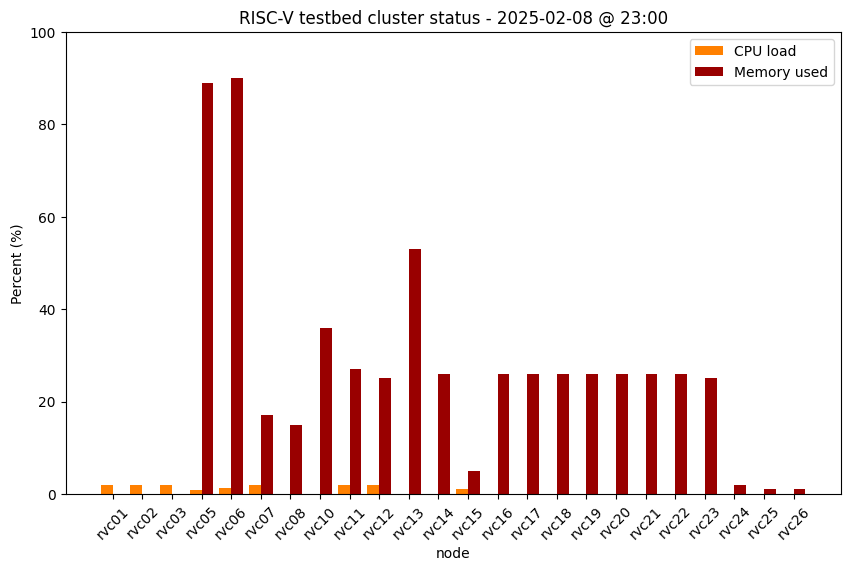 RISC-V testbed cluster status - 2025-02-08 @ 23:00
CPU load
Memory used
Percent (%)
100
80
60
40
20
0
rvc01 rvc02 rvc03 rvc05 rvc06 rvc07 rvc08 rvc10 rvc11 rvc12 rvc13 rvc14 rvc15 rvc16 rvc17 rvc18 rvc19 rvc20 rvc21 rvc22 rvc23 rvc24 rvc25 rvc26
node